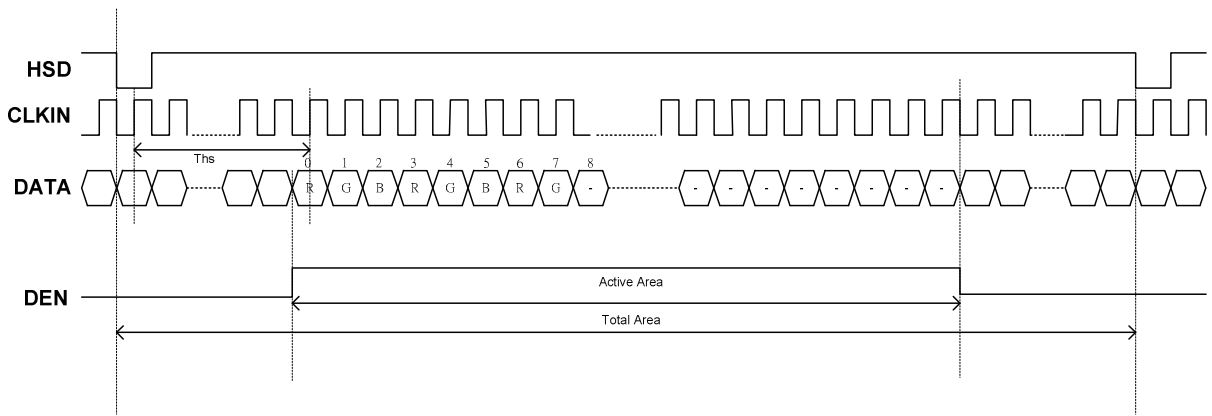 HSD
CLKIN
Ths
0 1 2 3 4 5 6 7 8
DATA
R G B R G B R G - - - - - - - - -
DEN
Active Area
Total Area